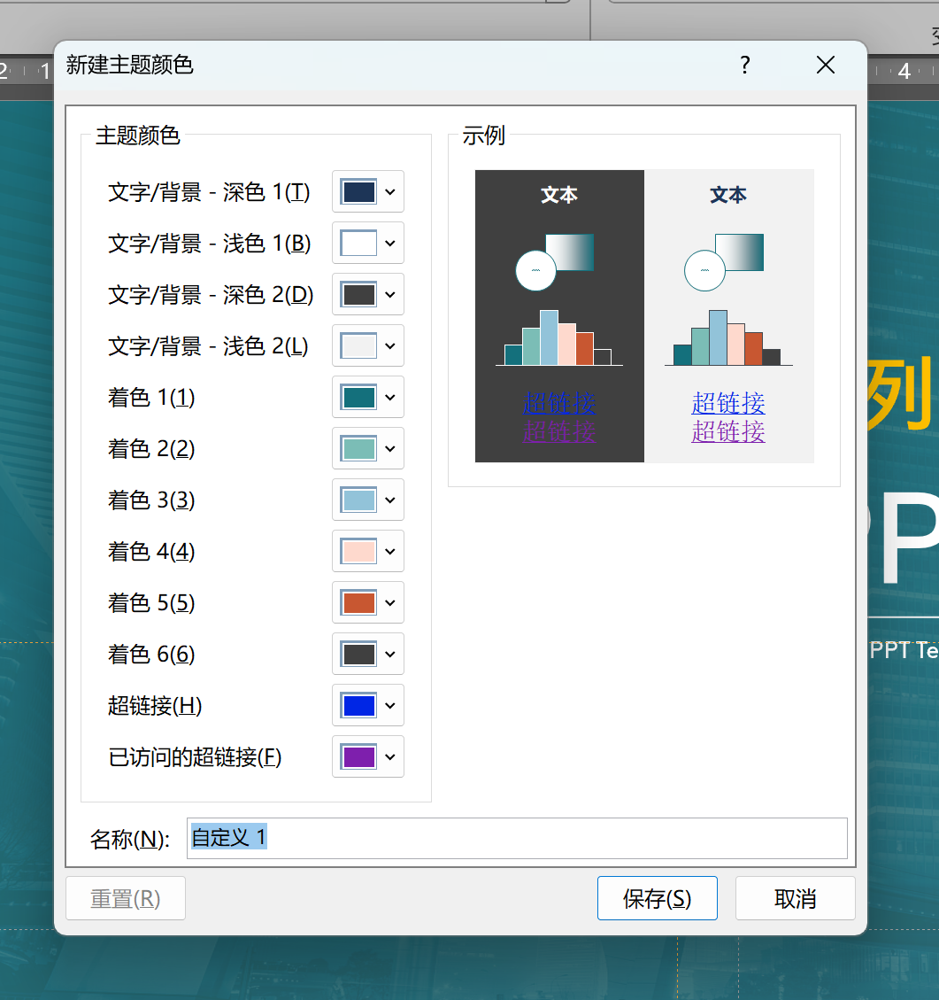 2 1
新建主题颜色 ?
4
主题颜色
文字/背景 - 深色 1(T)
文字/背景 - 浅色 1(B)
文字/背景 - 深色 2(D)
文字/背景 - 浅色 2(L)
着色 1(1)
着色 2(2)
着色 3(3)
着色 4(4)
着色 5(5)
着色 6(6)
超链接(H)
已访问的超链接(F)
示例
文本 文本
超链接 超链接
超链接 超链接
列
P
PPT Te
名称(N): 自定义 1
重置(R) 保存(S) 取消